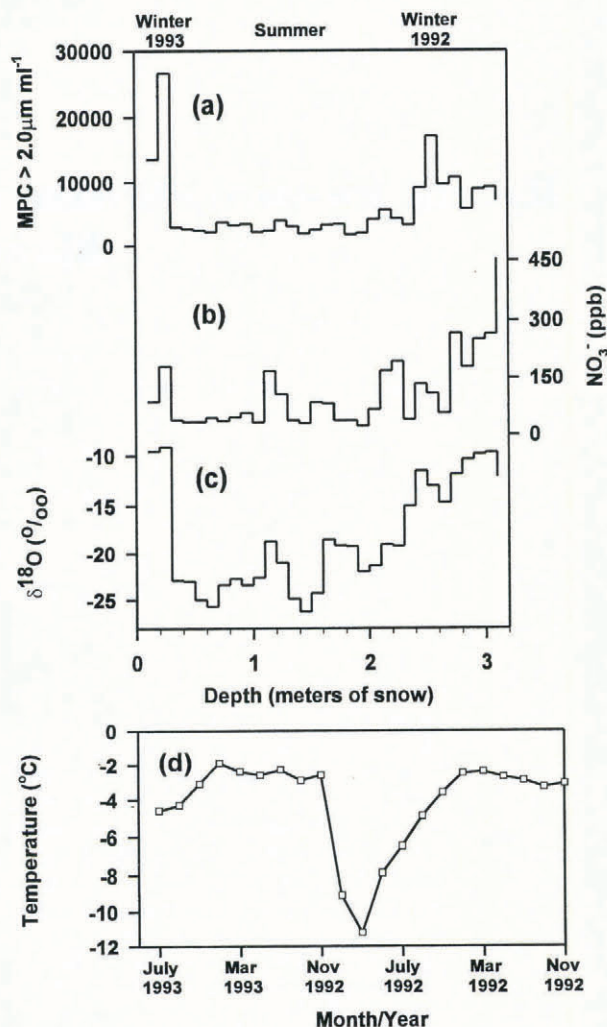 Winter
1993
Summer
Winter
1992
30000
20000
10000
0
MPC > 2.0µm ml⁻¹
(a)
450
300
150
0
NO₃⁻ (ppb)
(b)
-10
-15
-20
-25
δ¹⁸O (⁰/₀₀)
(c)
0 1 2 3
Depth (meters of snow)
0
-2
-4
-6
-8
-10
-12
Temperature (°C)
(d)
July Mar Nov July Mar Nov
1993 1993 1992 1992 1992 1992
Month/Year